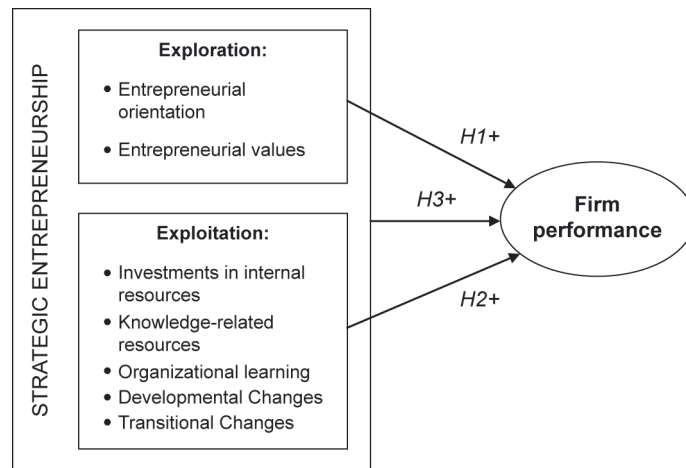 STRATEGIC ENTREPRENEURSHIP
Exploration:
• Entrepreneurial
orientation
• Entrepreneurial values
Exploitation:
• Investments in internal
resources
• Knowledge-related
resources
• Organizational learning
• Developmental Changes
• Transitional Changes
H1+
H3+
H2+
Firm
performance